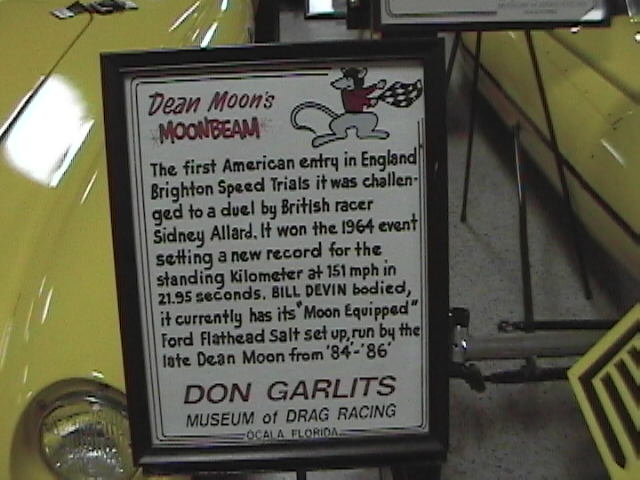 Dean Moon's
MOONBEAM
The first American entry in England
Brighton Speed Trials it was challen-
ged to a duel by British racer
Sidney Allard. It won the 1964 event
setting a new record for the
standing Kilometer at 151 mph in
21.95 seconds. BILL DEVIN bodied,
it currently has its "Moon Equipped"
Ford Flathead Salt set up, run by the
late Dean Moon from '84'-'86'
DON GARLITS
MUSEUM of DRAG RACING
OCALA, FLORIDA